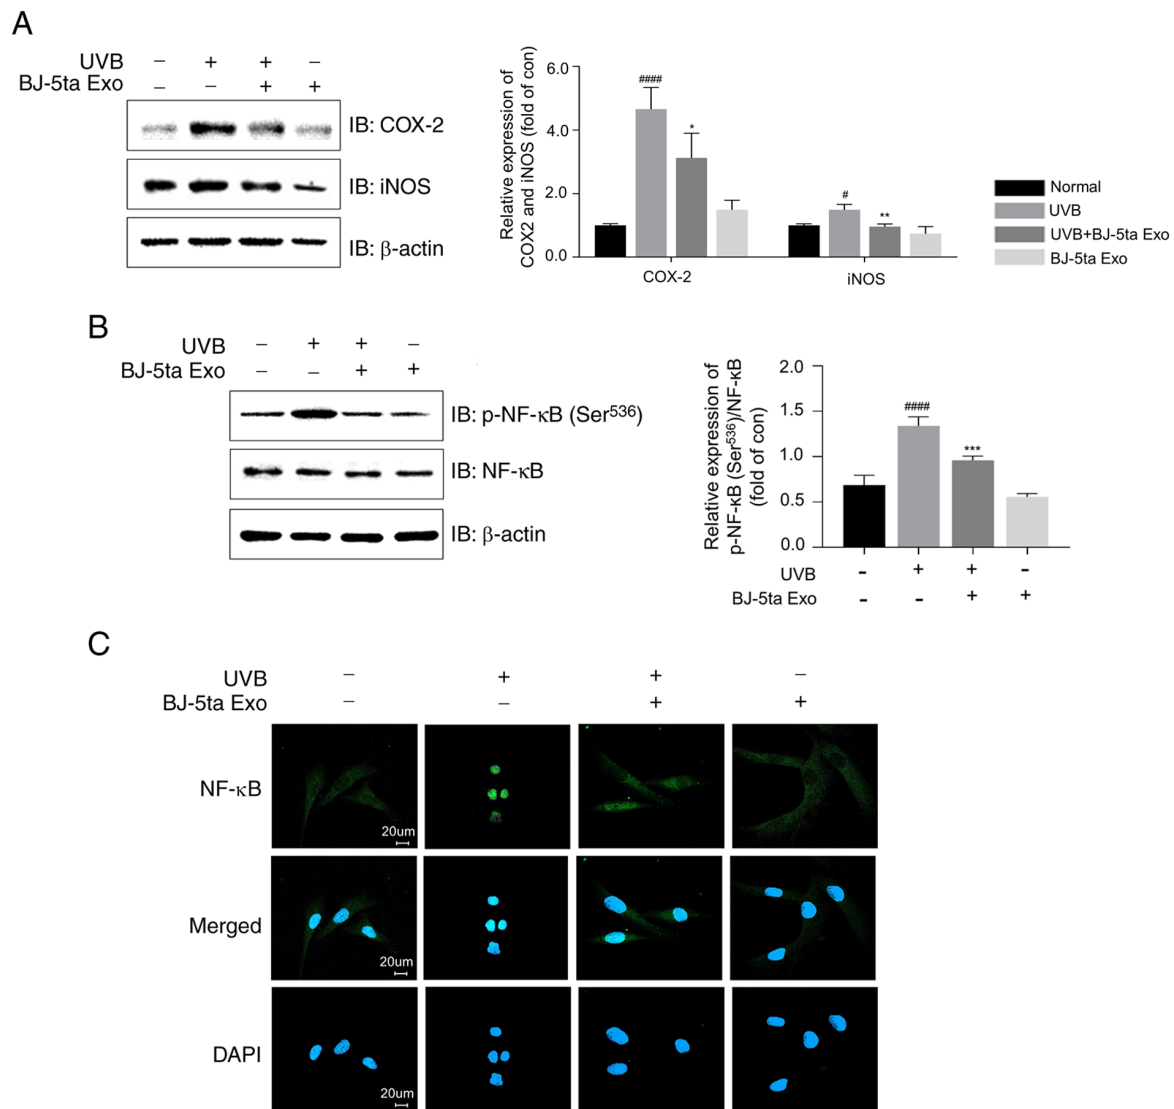 A
UVB – + + –
BJ-5ta Exo – – + +
IB: COX-2
IB: iNOS
IB: β-actin
Relative expression of
COX2 and iNOS (fold of con)
6.0
4.0
2.0
1.0
0.0
####
*
#
**
COX-2
iNOS
Normal
UVB
UVB+BJ-5ta Exo
BJ-5ta Exo
B
UVB – + + –
BJ-5ta Exo – – + +
IB: p-NF-κB (Ser536)
IB: NF-κB
IB: β-actin
Relative expression of
p-NF-κB (Ser536)/NF-κB
(fold of con)
2.0
1.5
1.0
0.5
0.0
####
***
UVB - + + -
BJ-5ta Exo - - + +
C
UVB – + + –
BJ-5ta Exo – – + +
NF-κB
20um
Merged
20um
DAPI
20um